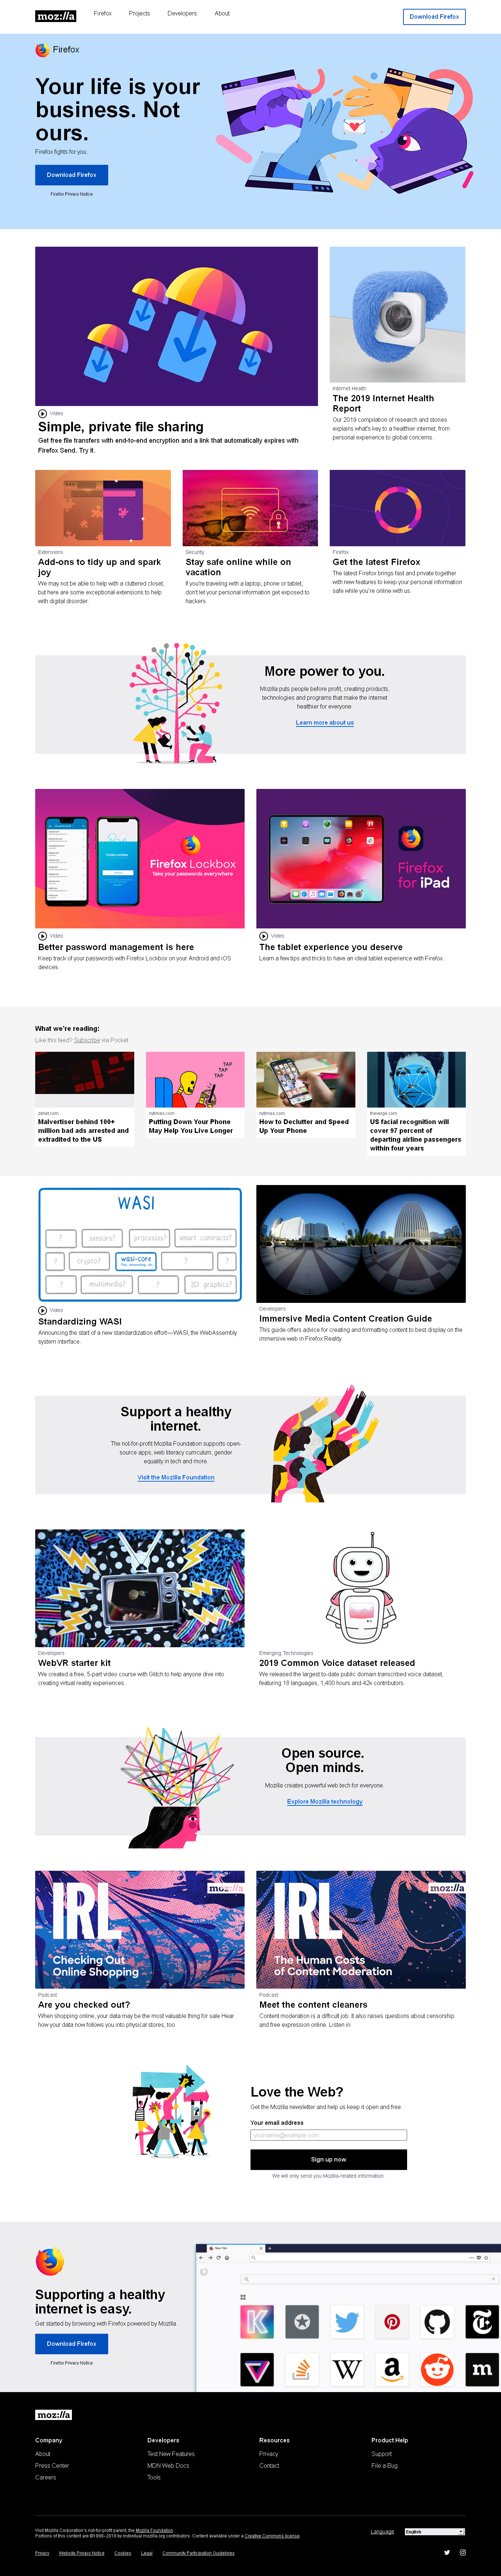 moz://a
Firefox
Projects
Developers
About
Download Firefox
Firefox
Your life is your
business. Not
ours.
Firefox fights for you.
Download Firefox
Firefox Privacy Notice
Video
Simple, private file sharing
Get free file transfers with end-to-end encryption and a link that automatically expires with
Firefox Send. Try it.
Internet Health
The 2019 Internet Health
Report
Our 2019 compilation of research and stories
explains what's key to a healthier internet, from
personal experience to global concerns.
Extensions
Add-ons to tidy up and spark
joy
We may not be able to help with a cluttered closet,
but here are some exceptional extensions to help
with digital disorder.
Security
Stay safe online while on
vacation
If you're traveling with a laptop, phone or tablet,
don't let your personal information get exposed to
hackers.
Firefox
Get the latest Firefox
The latest Firefox brings fast and private together
with new features to keep your personal information
safe while you're online with us.
More power to you.
Mozilla puts people before profit, creating products,
technologies and programs that make the internet
healthier for everyone.
Learn more about us
Firefox Lockbox
Take your passwords everywhere
Firefox Lockbox
Video
Better password management is here
Keep track of your passwords with Firefox Lockbox on your Android and iOS
devices.
Firefox
for iPad
Video
The tablet experience you deserve
Learn a few tips and tricks to have an ideal tablet experience with Firefox.
What we're reading:
Like this feed? Subscribe via Pocket
zdnet.com
Malvertiser behind 100+
million bad ads arrested and
extradited to the US
TAP
TAP
TAP
nytimes.com
Putting Down Your Phone
May Help You Live Longer
nytimes.com
How to Declutter and Speed
Up Your Phone
theverge.com
US facial recognition will
cover 97 percent of
departing airline passengers
within four years
WASI
?
sensors?
processes?
smart contracts?
?
crypto?
wasi-core
files, networking, etc.
?
?
?
multimedia?
?
3D graphics?
Video
Standardizing WASI
Announcing the start of a new standardization effort—WASI, the WebAssembly
system interface.
Developers
Immersive Media Content Creation Guide
This guide offers advice for creating and formatting content to best display on the
immersive web in Firefox Reality.
Support a healthy
internet.
The not-for-profit Mozilla Foundation supports open-
source apps, web literacy curriculum, gender
equality in tech and more.
Visit the Mozilla Foundation
Developers
WebVR starter kit
We created a free, 5-part video course with Glitch to help anyone dive into
creating virtual reality experiences.
Emerging Technologies
2019 Common Voice dataset released
We released the largest to-date public domain transcribed voice dataset,
featuring 18 languages, 1,400 hours and 42k contributors.
Open source.
Open minds.
Mozilla creates powerful web tech for everyone.
Explore Mozilla technology
moz://a
IRL
Checking Out
Online Shopping
Podcast
Are you checked out?
When shopping online, your data may be the most valuable thing for sale. Hear
how your data now follows you into physical stores, too.
moz://a
IRL
The Human Costs
of Content Moderation
Podcast
Meet the content cleaners
Content moderation is a difficult job. It also raises questions about censorship
and free expression online. Listen in.
Love the Web?
Get the Mozilla newsletter and help us keep it open and free.
Your email address
yourname@example.com
Sign up now
We will only send you Mozilla-related information.
Supporting a healthy
internet is easy.
Get started by browsing with Firefox powered by Mozilla.
Download Firefox
Firefox Privacy Notice
New Tab
K
T
W
a
m
moz://a
Company
About
Press Center
Careers
Developers
Test New Features
MDN Web Docs
Tools
Resources
Privacy
Contact
Product Help
Support
File a Bug
Visit Mozilla Corporation's not-for-profit parent, the Mozilla Foundation.
Portions of this content are ©1998–2019 by individual mozilla.org contributors. Content available under a Creative Commons license.
Language
English
Privacy
Website Privacy Notice
Cookies
Legal
Community Participation Guidelines